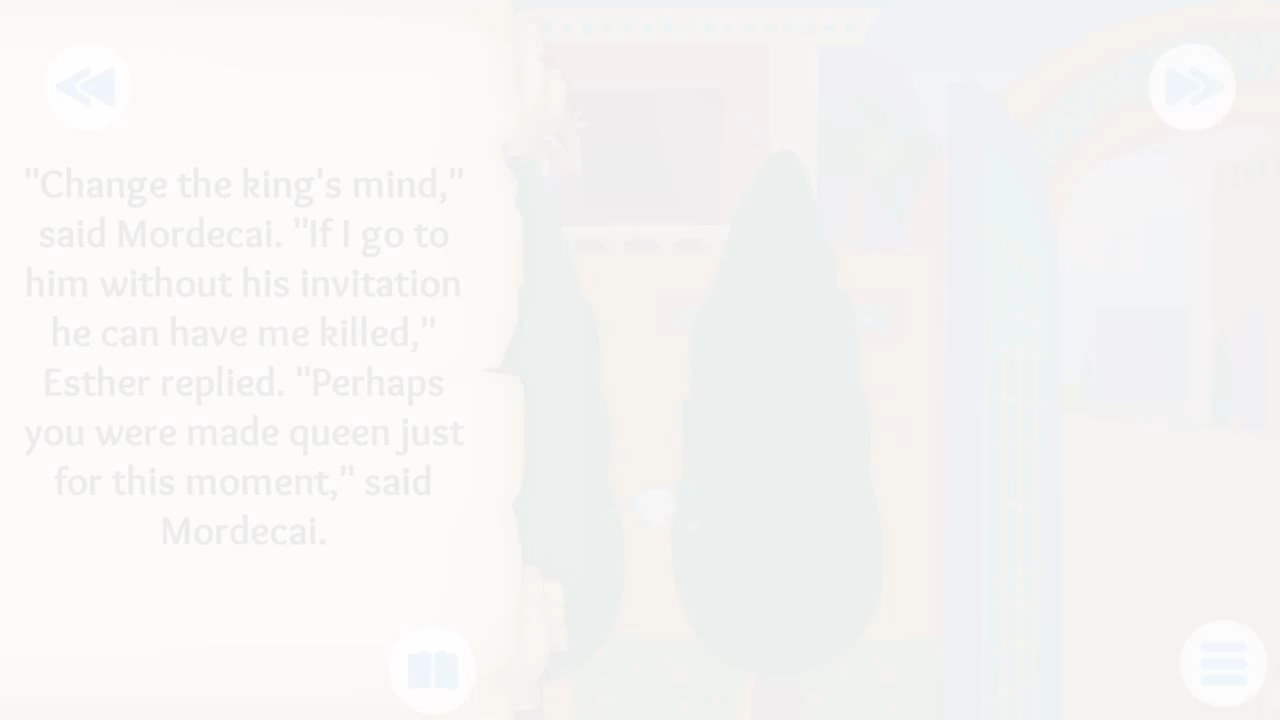 "Change the king's mind,"
said Mordecai. "If I go to
him without his invitation
he can have me killed,"
Esther replied. "Perhaps
you were made queen just
for this moment," said
Mordecai.